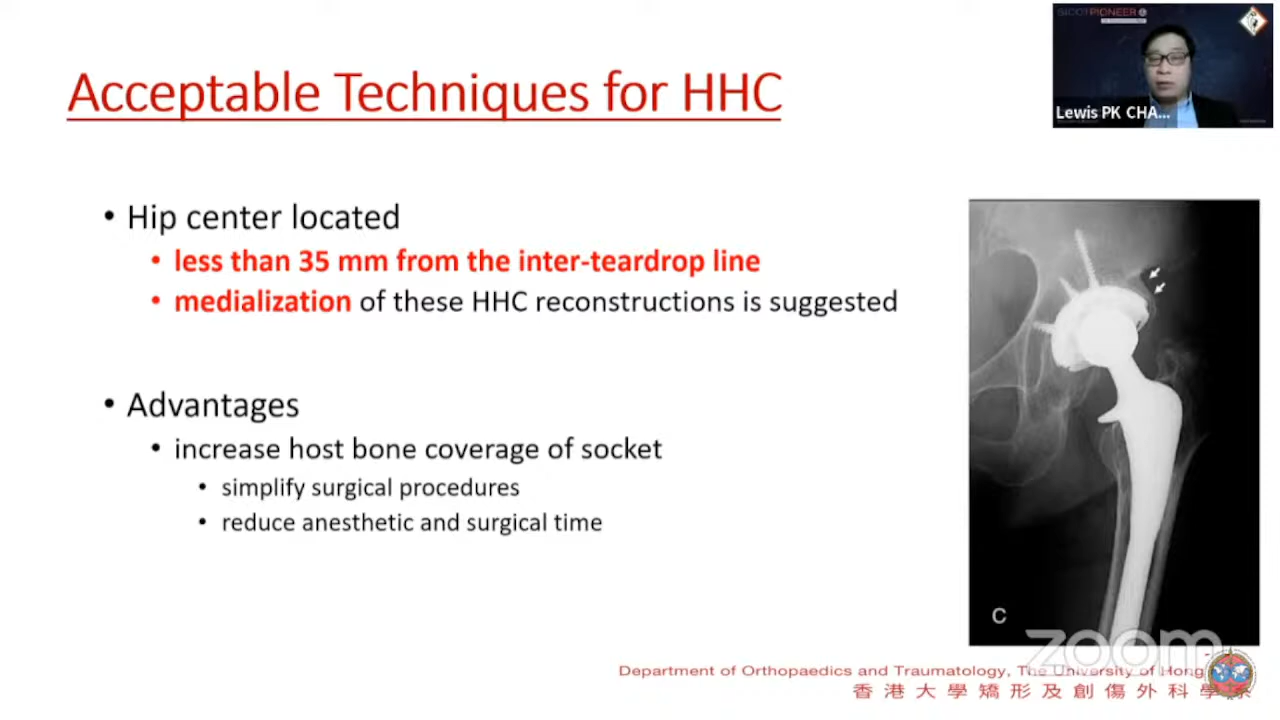 SICOT PIONEER
Lewis PK CHA...
Acceptable Techniques for HHC
• Hip center located
• less than 35 mm from the inter-teardrop line
• medialization of these HHC reconstructions is suggested
• Advantages
• increase host bone coverage of socket
• simplify surgical procedures
• reduce anesthetic and surgical time
C
zoom
Department of Orthopaedics and Traumatology, The University of Hong
香港大學矯形及創傷外科學系